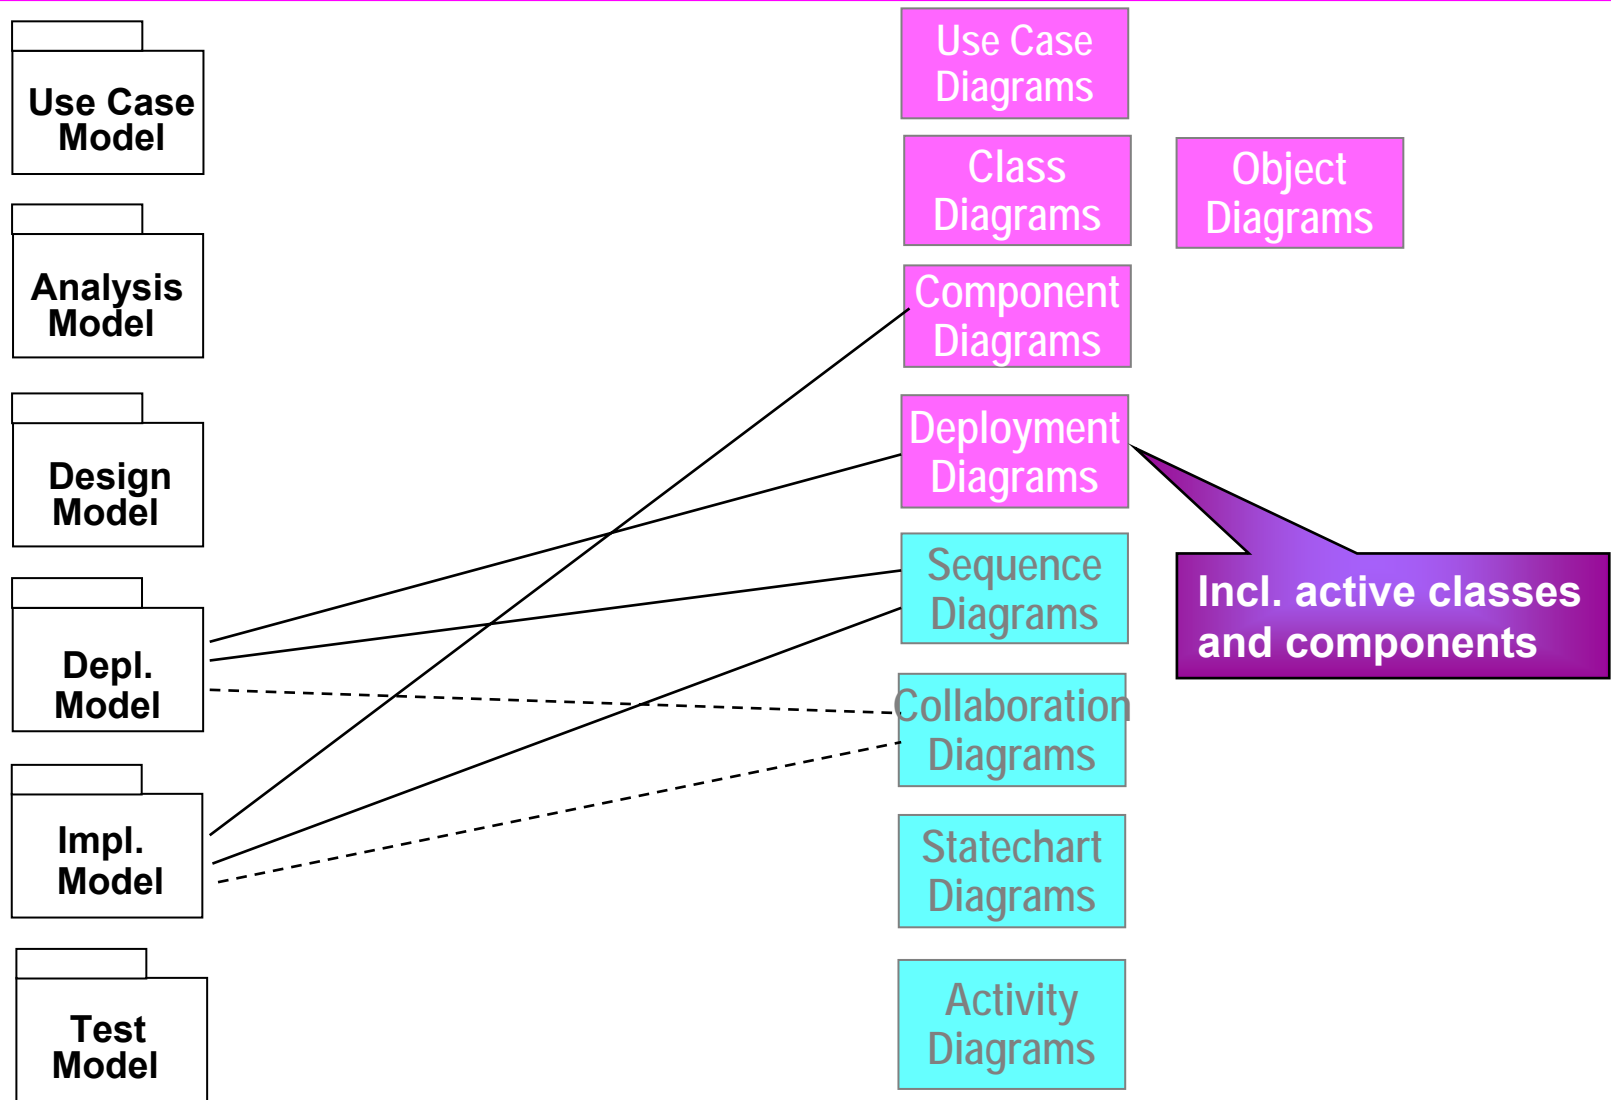 Use Case
Model
Analysis
Model
Design
Model
Depl.
Model
Impl.
Model
Test
Model
Use Case
Diagrams
Class
Diagrams
Object
Diagrams
Component
Diagrams
Deployment
Diagrams
Sequence
Diagrams
Collaboration
Diagrams
Statechart
Diagrams
Activity
Diagrams
Incl. active classes
and components